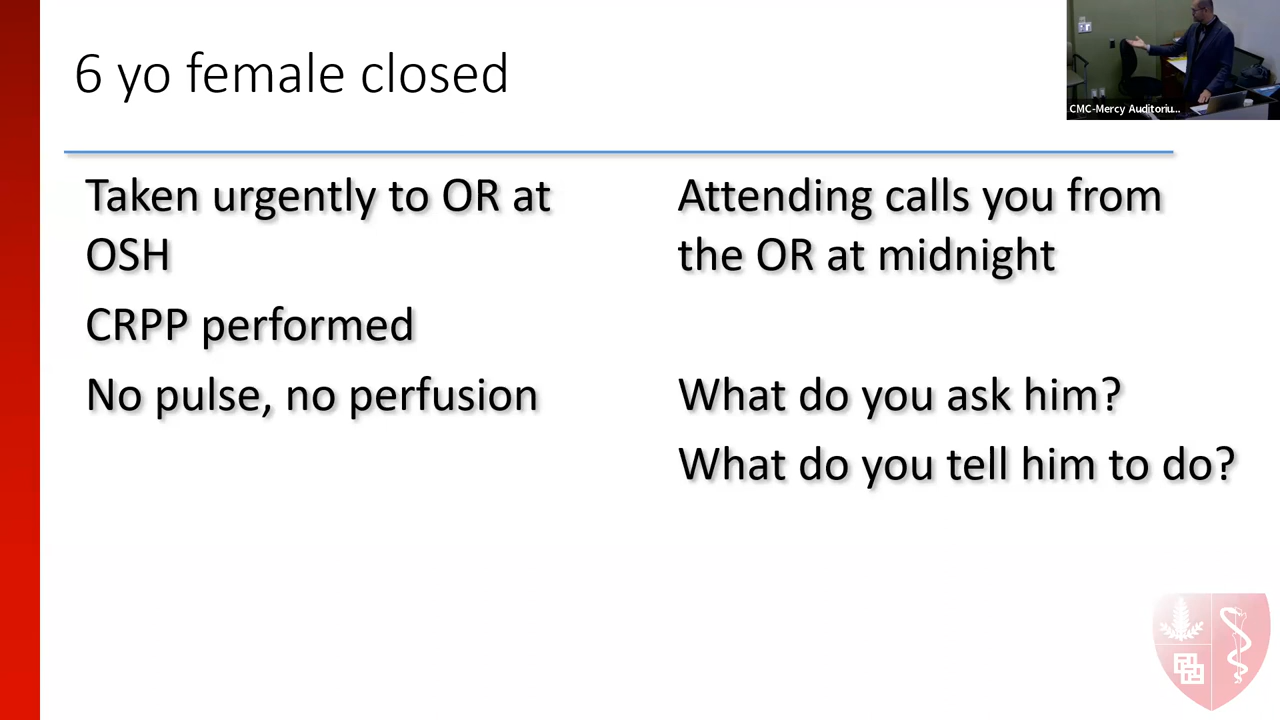 6 yo female closed
CMC-Mercy Auditoriu...
Taken urgently to OR at
OSH
CRPP performed
No pulse, no perfusion
Attending calls you from
the OR at midnight
What do you ask him?
What do you tell him to do?